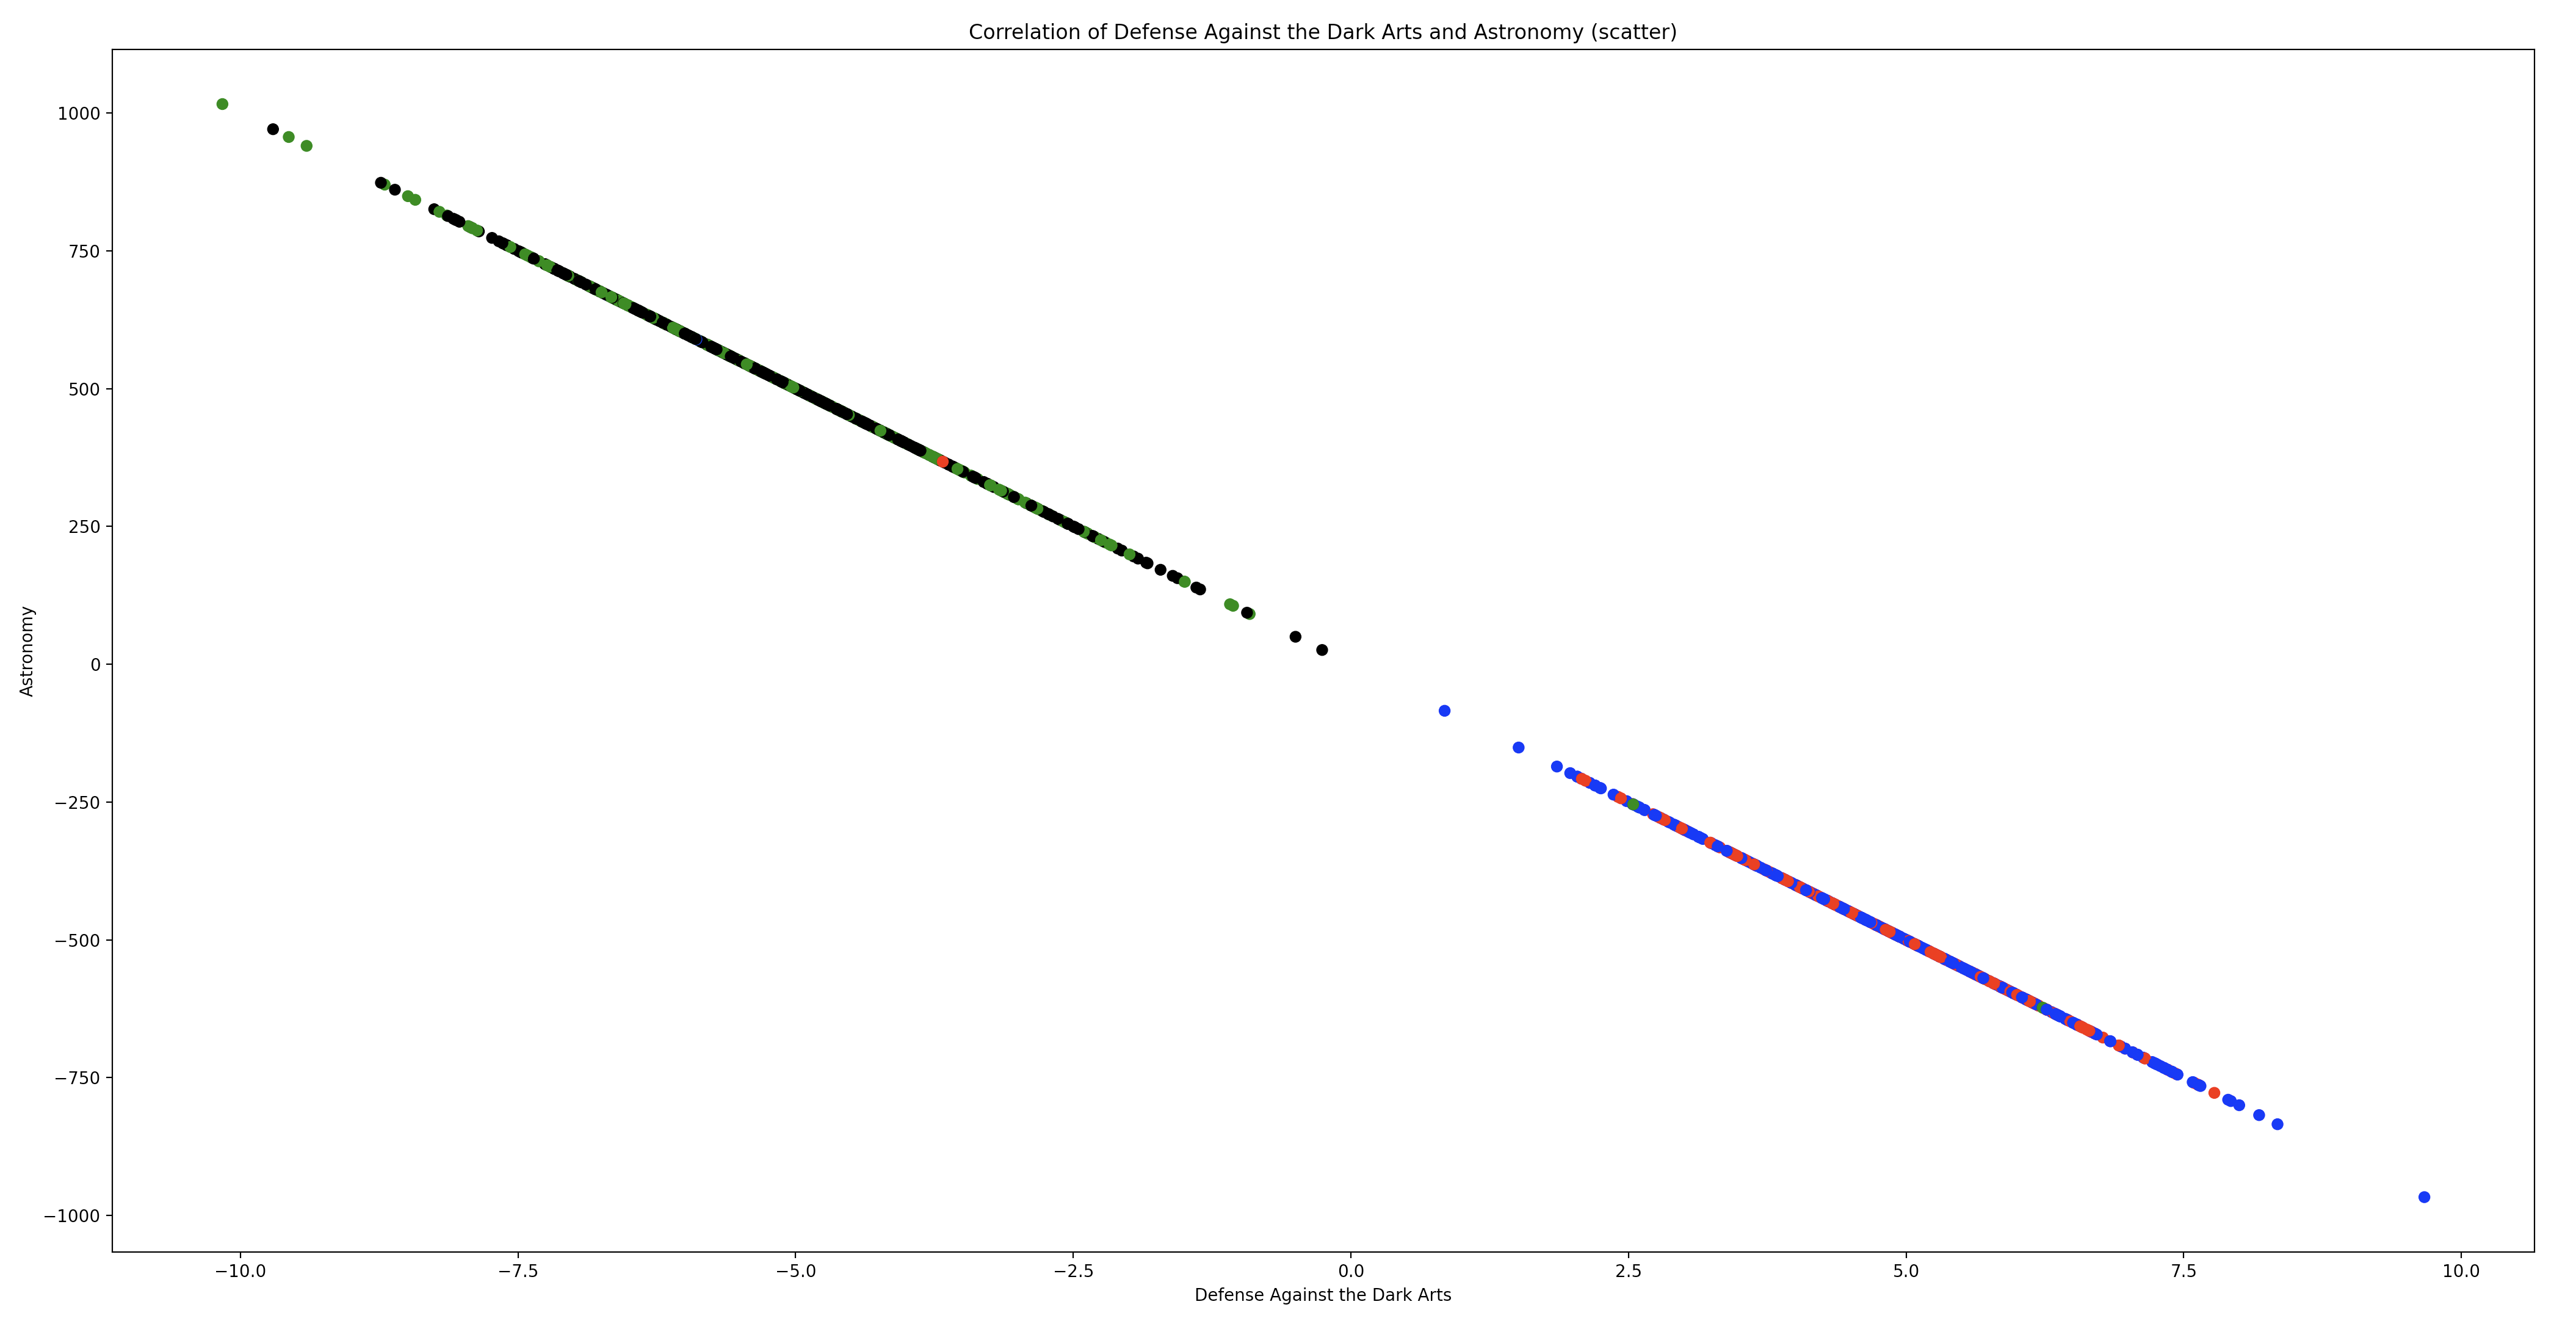 Correlation of Defense Against the Dark Arts and Astronomy (scatter)
1000
750
500
250
0
−250
−500
−750
−1000
Astronomy
−10.0 −7.5 −5.0 −2.5 0.0 2.5 5.0 7.5 10.0
Defense Against the Dark Arts